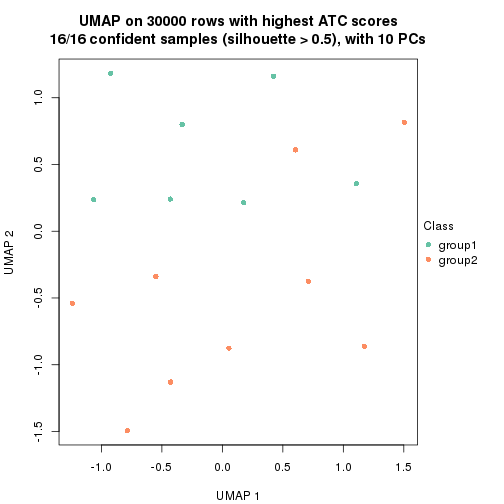 UMAP on 30000 rows with highest ATC scores
16/16 confident samples (silhouette > 0.5), with 10 PCs
1.0
0.5
0.0
-0.5
-1.0
-1.5
UMAP 2
Class
group1
group2
-1.0 -0.5 0.0 0.5 1.0 1.5
UMAP 1